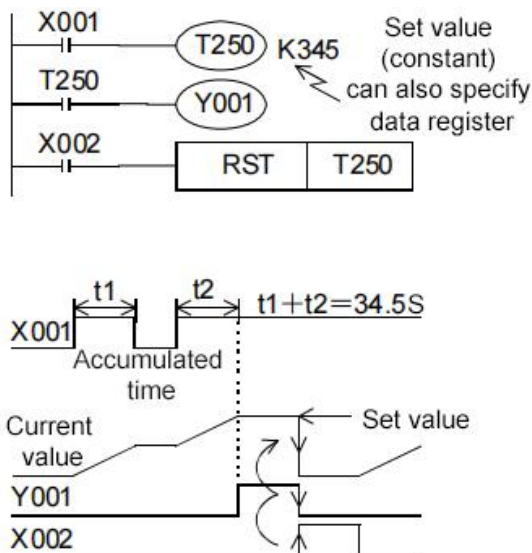 X001
T250
K345
Set value
(constant)
can also specify
data register
T250
Y001
X002
RST
T250
t1
t2
t1+t2=34.5S
X001
Accumulated
time
Current
value
Set value
Y001
X002